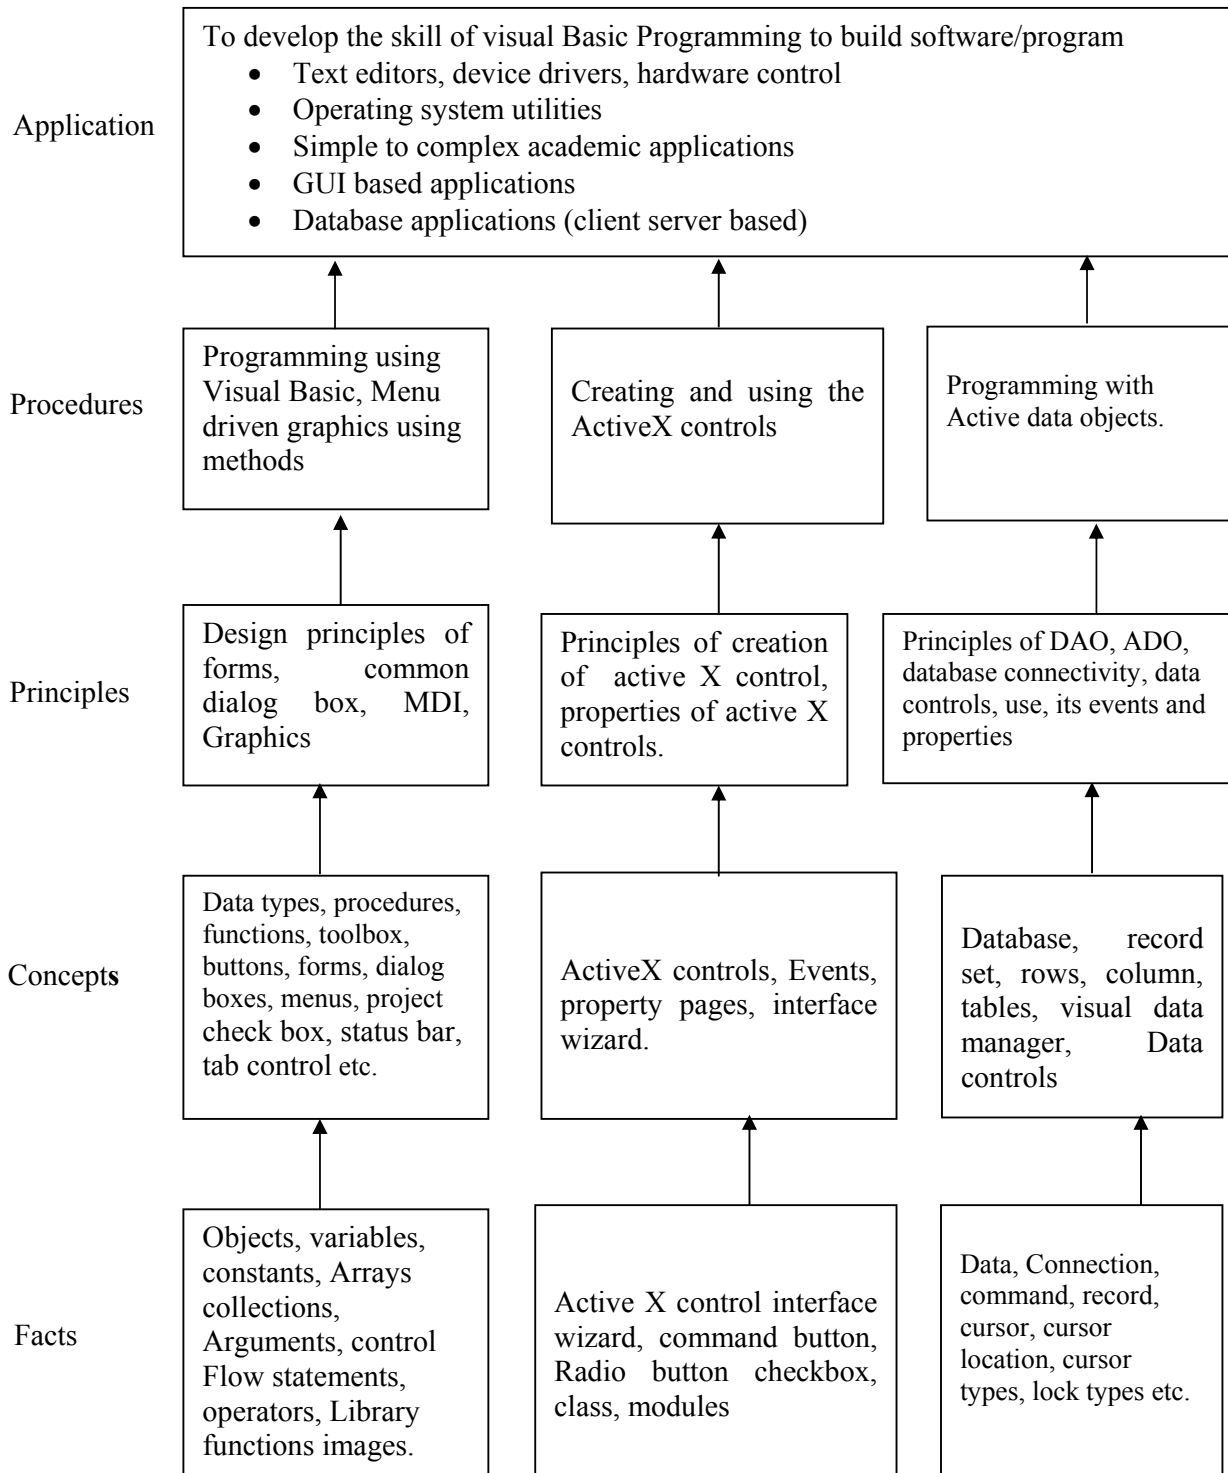 To develop the skill of visual Basic Programming to build software/program
• Text editors, device drivers, hardware control
• Operating system utilities
• Simple to complex academic applications
• GUI based applications
• Database applications (client server based)
Application
Procedures
Programming using
Visual Basic, Menu
driven graphics using
methods
Creating and using the
ActiveX controls
Programming with
Active data objects.
Principles
Design principles of
forms, common
dialog box, MDI,
Graphics
Principles of creation
of active X control,
properties of active X
controls.
Principles of DAO, ADO,
database connectivity, data
controls, use, its events and
properties
Concepts
Data types, procedures,
functions, toolbox,
buttons, forms, dialog
boxes, menus, project
check box, status bar,
tab control etc.
ActiveX controls, Events,
property pages, interface
wizard.
Database, record
set, rows, column,
tables, visual data
manager, Data
controls
Facts
Objects, variables,
constants, Arrays
collections,
Arguments, control
Flow statements,
operators, Library
functions images.
Active X control interface
wizard, command button,
Radio button checkbox,
class, modules
Data, Connection,
command, record,
cursor, cursor
location, cursor
types, lock types etc.